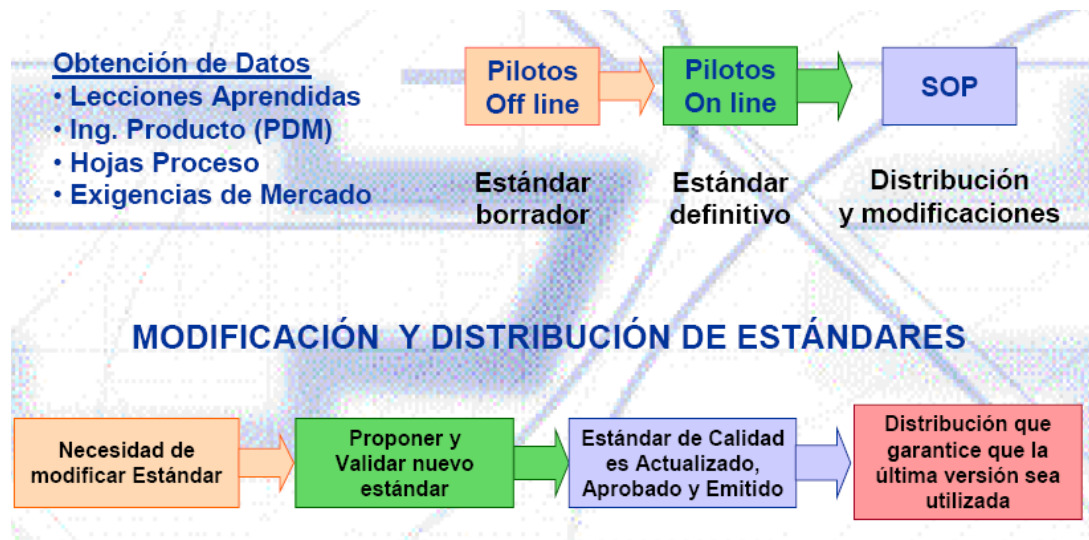 Obtención de Datos
• Lecciones Aprendidas
• Ing. Producto (PDM)
• Hojas Proceso
• Exigencias de Mercado
Pilotos
Off line
Pilotos
On line
SOP
Estándar
borrador
Estándar
definitivo
Distribución
y modificaciones
MODIFICACIÓN Y DISTRIBUCIÓN DE ESTÁNDARES
Necesidad de
modificar Estándar
Proponer y
Validar nuevo
estándar
Estándar de Calidad
es Actualizado,
Aprobado y Emitido
Distribución que
garantice que la
última versión sea
utilizada